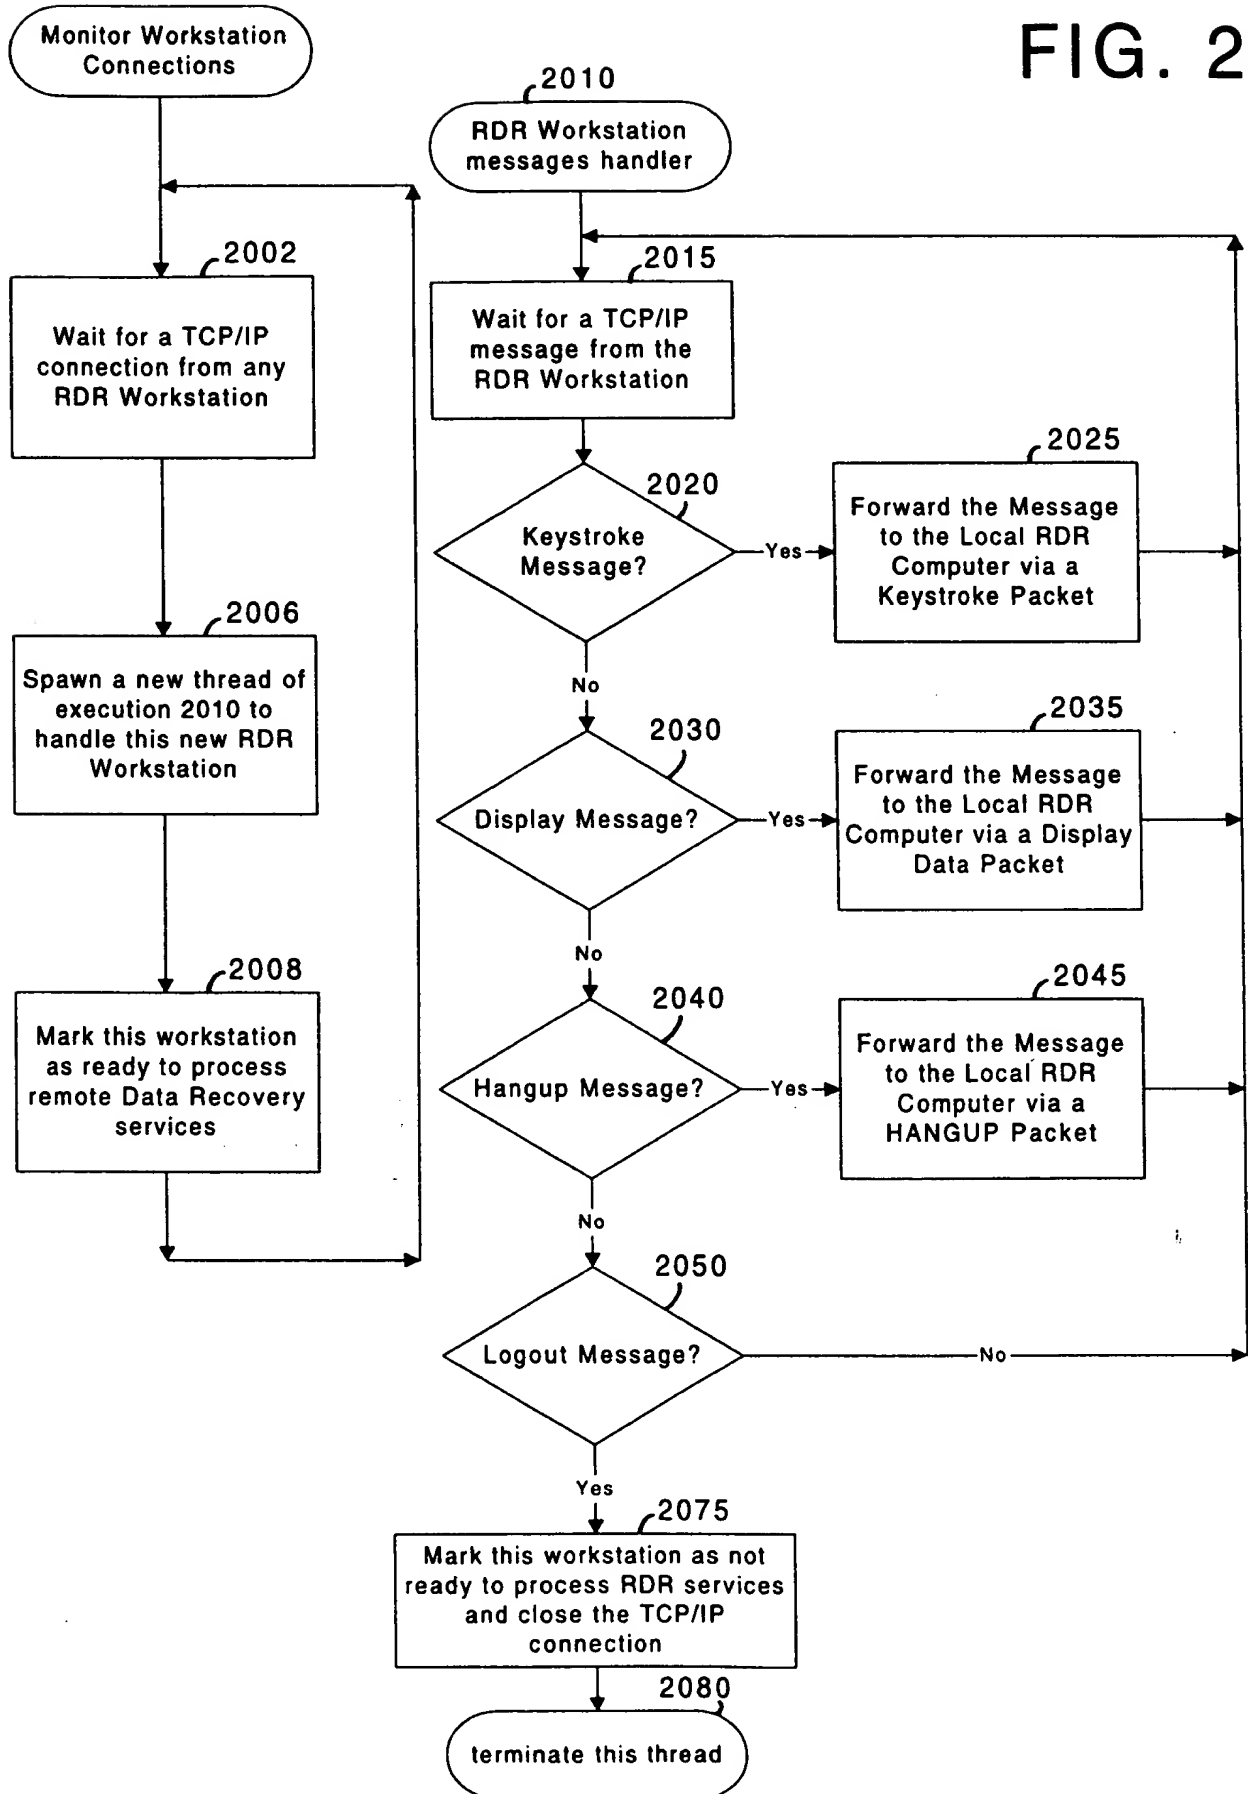 FIG. 2
Monitor Workstation
Connections
2002
Wait for a TCP/IP
connection from any
RDR Workstation
2006
Spawn a new thread of
execution 2010 to
handle this new RDR
Workstation
2008
Mark this workstation
as ready to process
remote Data Recovery
services
2010
RDR Workstation
messages handler
2015
Wait for a TCP/IP
message from the
RDR Workstation
2020
Keystroke
Message?
Yes
2025
Forward the Message
to the Local RDR
Computer via a
Keystroke Packet
No
2030
Display Message?
Yes
2035
Forward the Message
to the Local RDR
Computer via a Display
Data Packet
No
2040
Hangup Message?
Yes
2045
Forward the Message
to the Local RDR
Computer via a
HANGUP Packet
No
2050
Logout Message?
No
Yes
2075
Mark this workstation as not
ready to process RDR services
and close the TCP/IP
connection
2080
terminate this thread